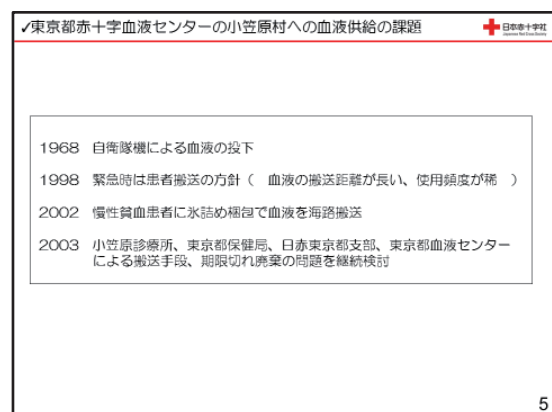 ✓東京都赤十字血液センターの小笠原村への血液供給の課題
日本赤十字社
Japanese Red Cross Society
1968 自衛隊機による血液の投下
1998 緊急時は患者搬送の方針（ 血液の搬送距離が長い、使用頻度が稀 ）
2002 慢性貧血患者に氷詰め梱包で血液を海路搬送
2003 小笠原診療所、東京都保健局、日赤東京都支部、東京都血液センター
による搬送手段、期限切れ廃棄の問題を継続検討
5